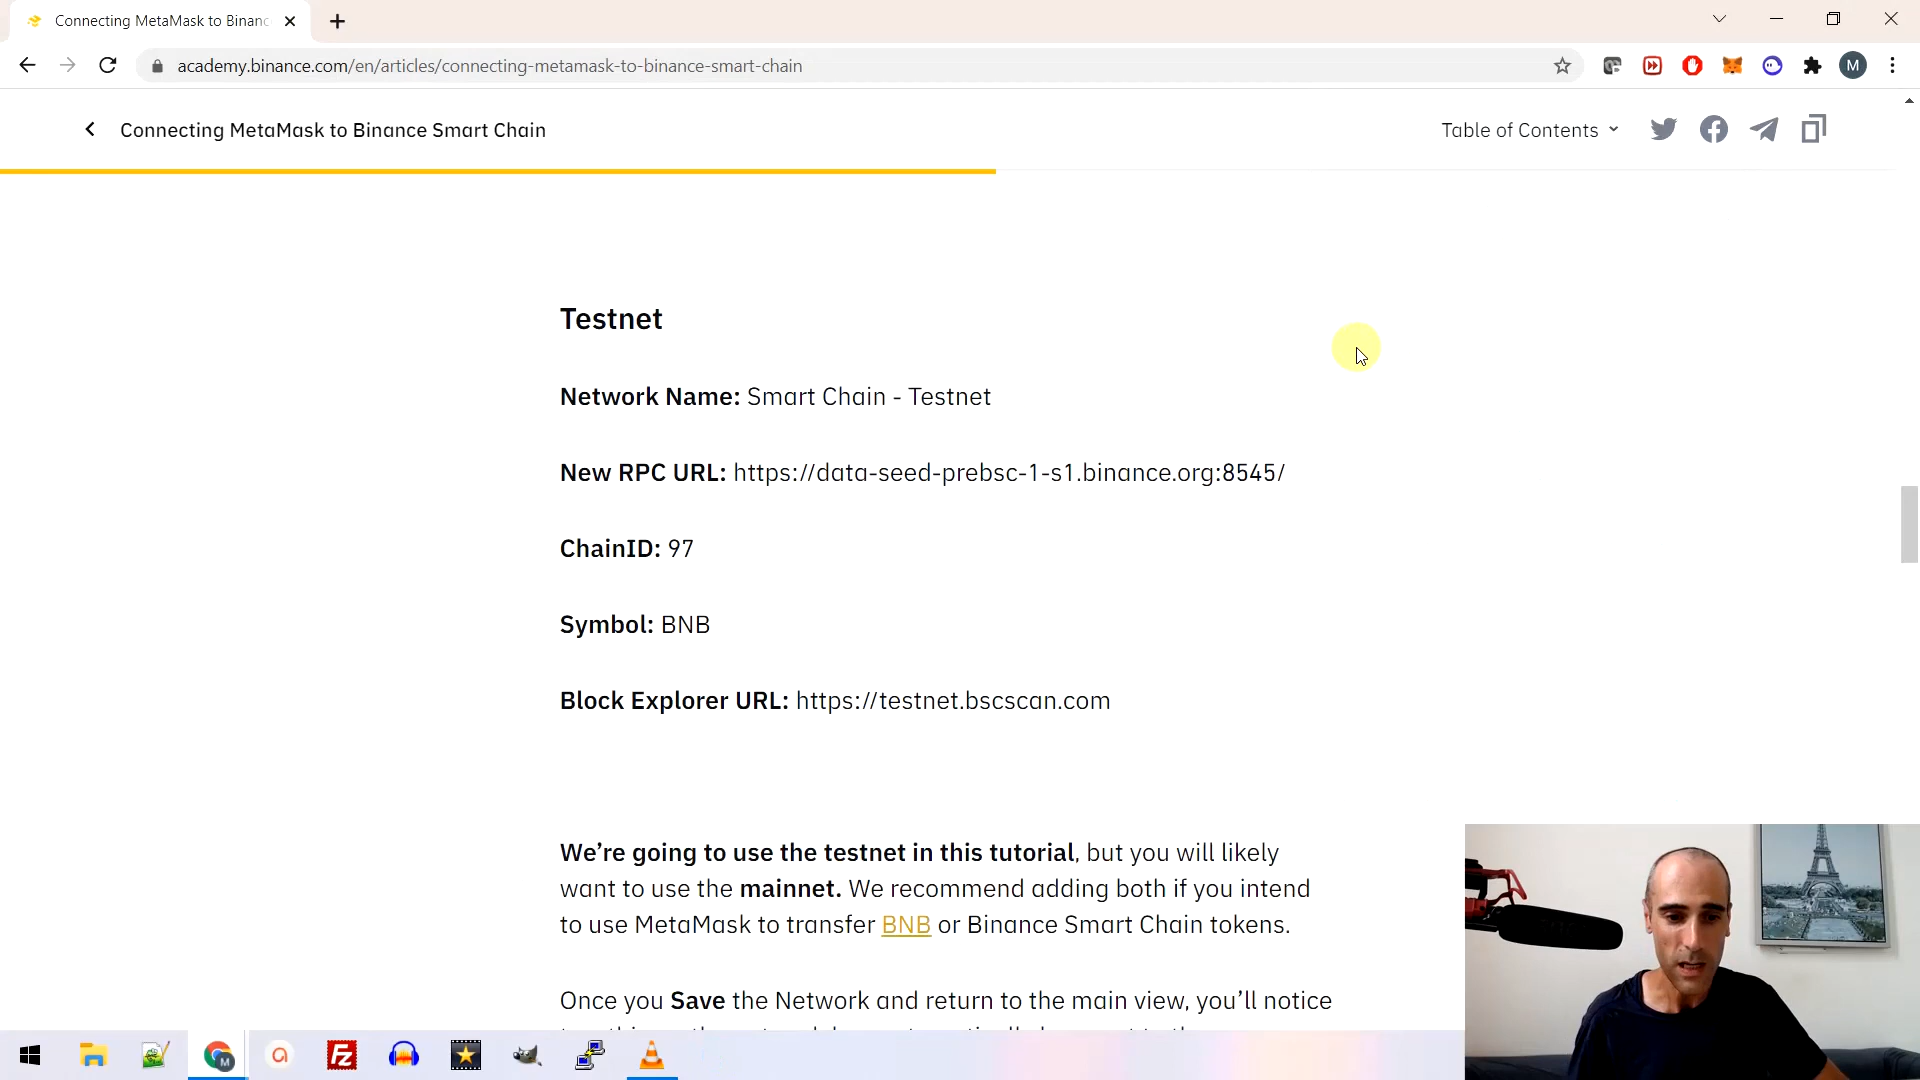 Connecting MetaMask to Binanc
academy.binance.com/en/articles/connecting-metamask-to-binance-smart-chain
M
Connecting MetaMask to Binance Smart Chain
Table of Contents
Testnet
Network Name: Smart Chain - Testnet
New RPC URL: https://data-seed-prebsc-1-s1.binance.org:8545/
ChainID: 97
Symbol: BNB
Block Explorer URL: https://testnet.bscscan.com
We’re going to use the testnet in this tutorial, but you will likely
want to use the mainnet. We recommend adding both if you intend
to use MetaMask to transfer BNB or Binance Smart Chain tokens.
Once you Save the Network and return to the main view, you’ll notice
M
a
FZ